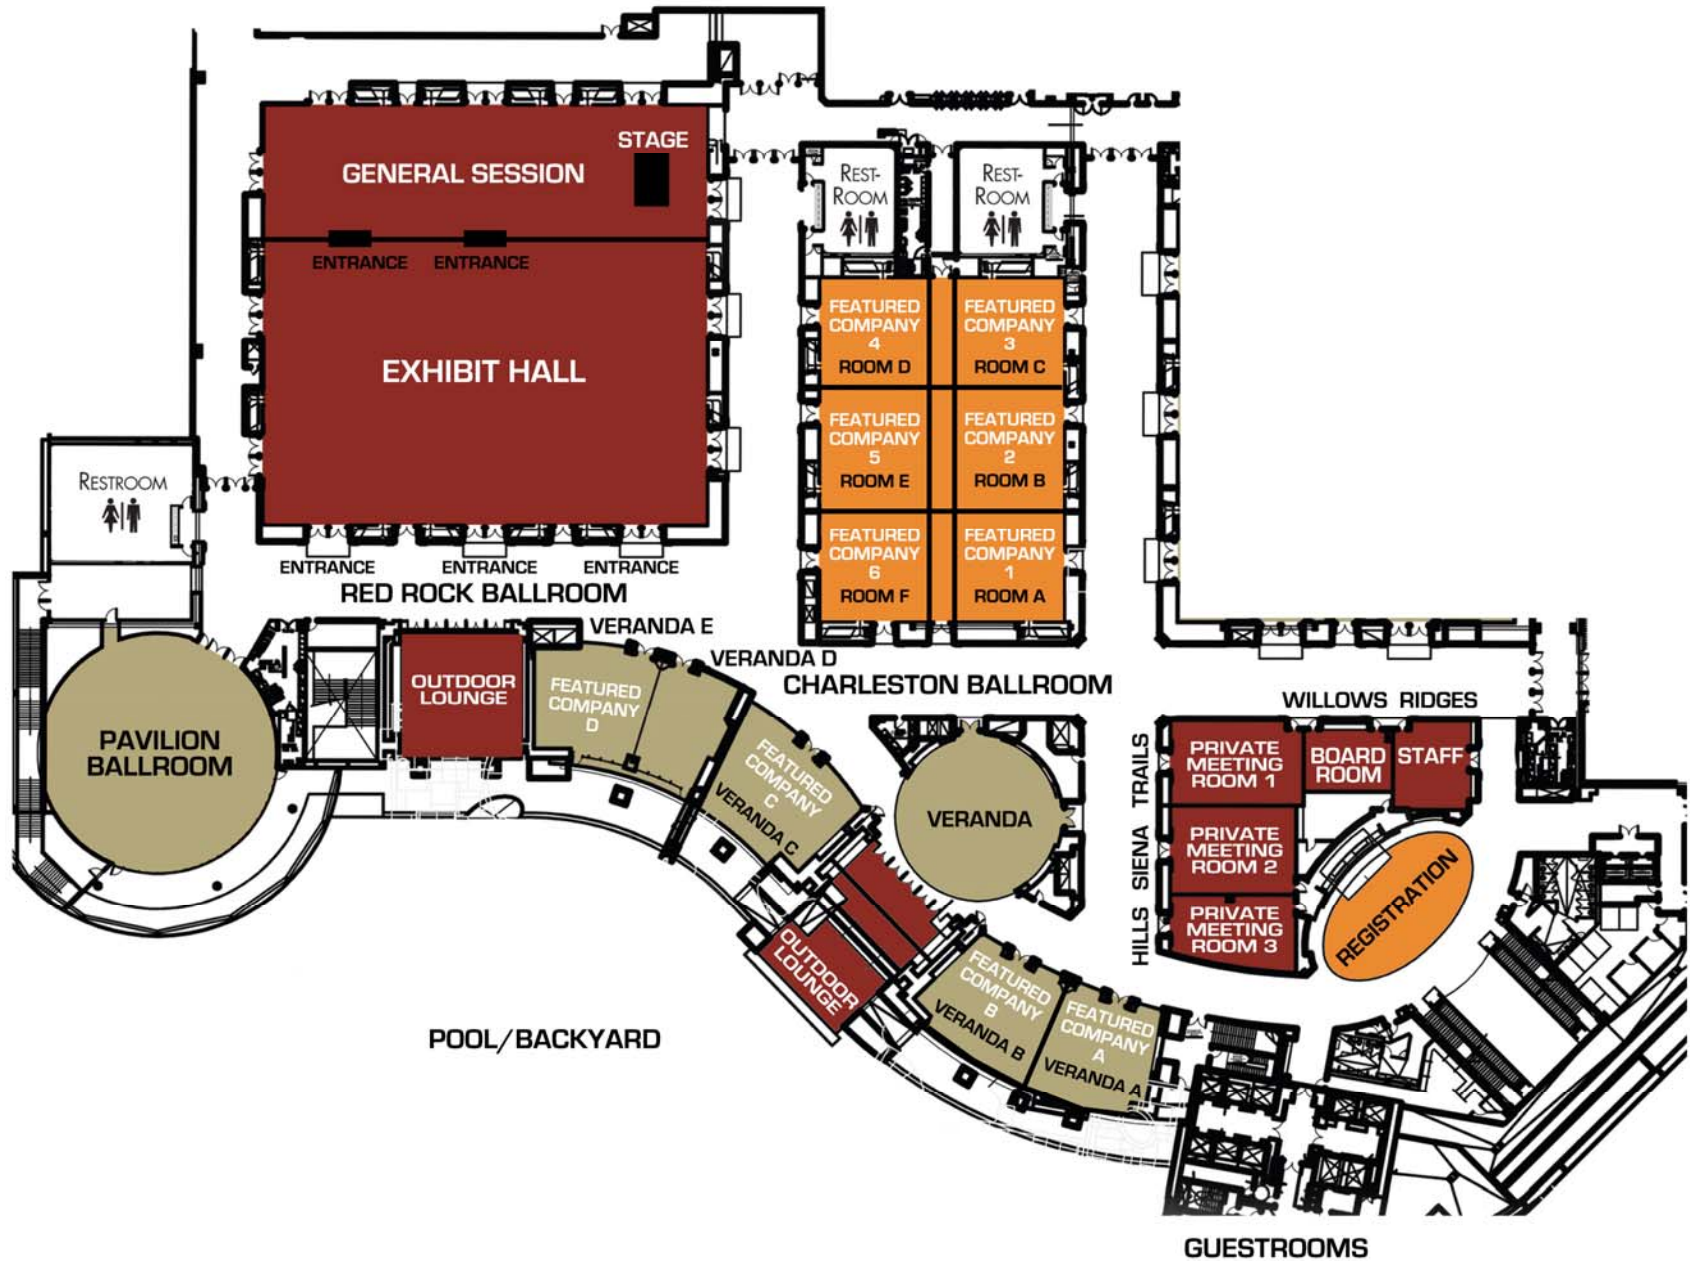 STAGE
GENERAL SESSION
ENTRANCE ENTRANCE
EXHIBIT HALL
ENTRANCE ENTRANCE ENTRANCE
RED ROCK BALLROOM
REST-
ROOM
REST-
ROOM
FEATURED
COMPANY
4
ROOM D
FEATURED
COMPANY
3
ROOM C
FEATURED
COMPANY
5
ROOM E
FEATURED
COMPANY
2
ROOM B
FEATURED
COMPANY
6
ROOM F
FEATURED
COMPANY
1
ROOM A
CHARLESTON BALLROOM
RESTROOM
PAVILION
BALLROOM
OUTDOOR
LOUNGE
VERANDA E
VERANDA D
FEATURED
COMPANY
D
FEATURED
COMPANY
C
VERANDA C
VERANDA
OUTDOOR
LOUNGE
FEATURED
COMPANY
B
VERANDA B
FEATURED
COMPANY
A
VERANDA A
WILLOWS RIDGES
HILLS SIENA TRAILS
PRIVATE
MEETING
ROOM 1
BOARD
ROOM
STAFF
PRIVATE
MEETING
ROOM 2
PRIVATE
MEETING
ROOM 3
REGISTRATION
POOL/BACKYARD
GUESTROOMS